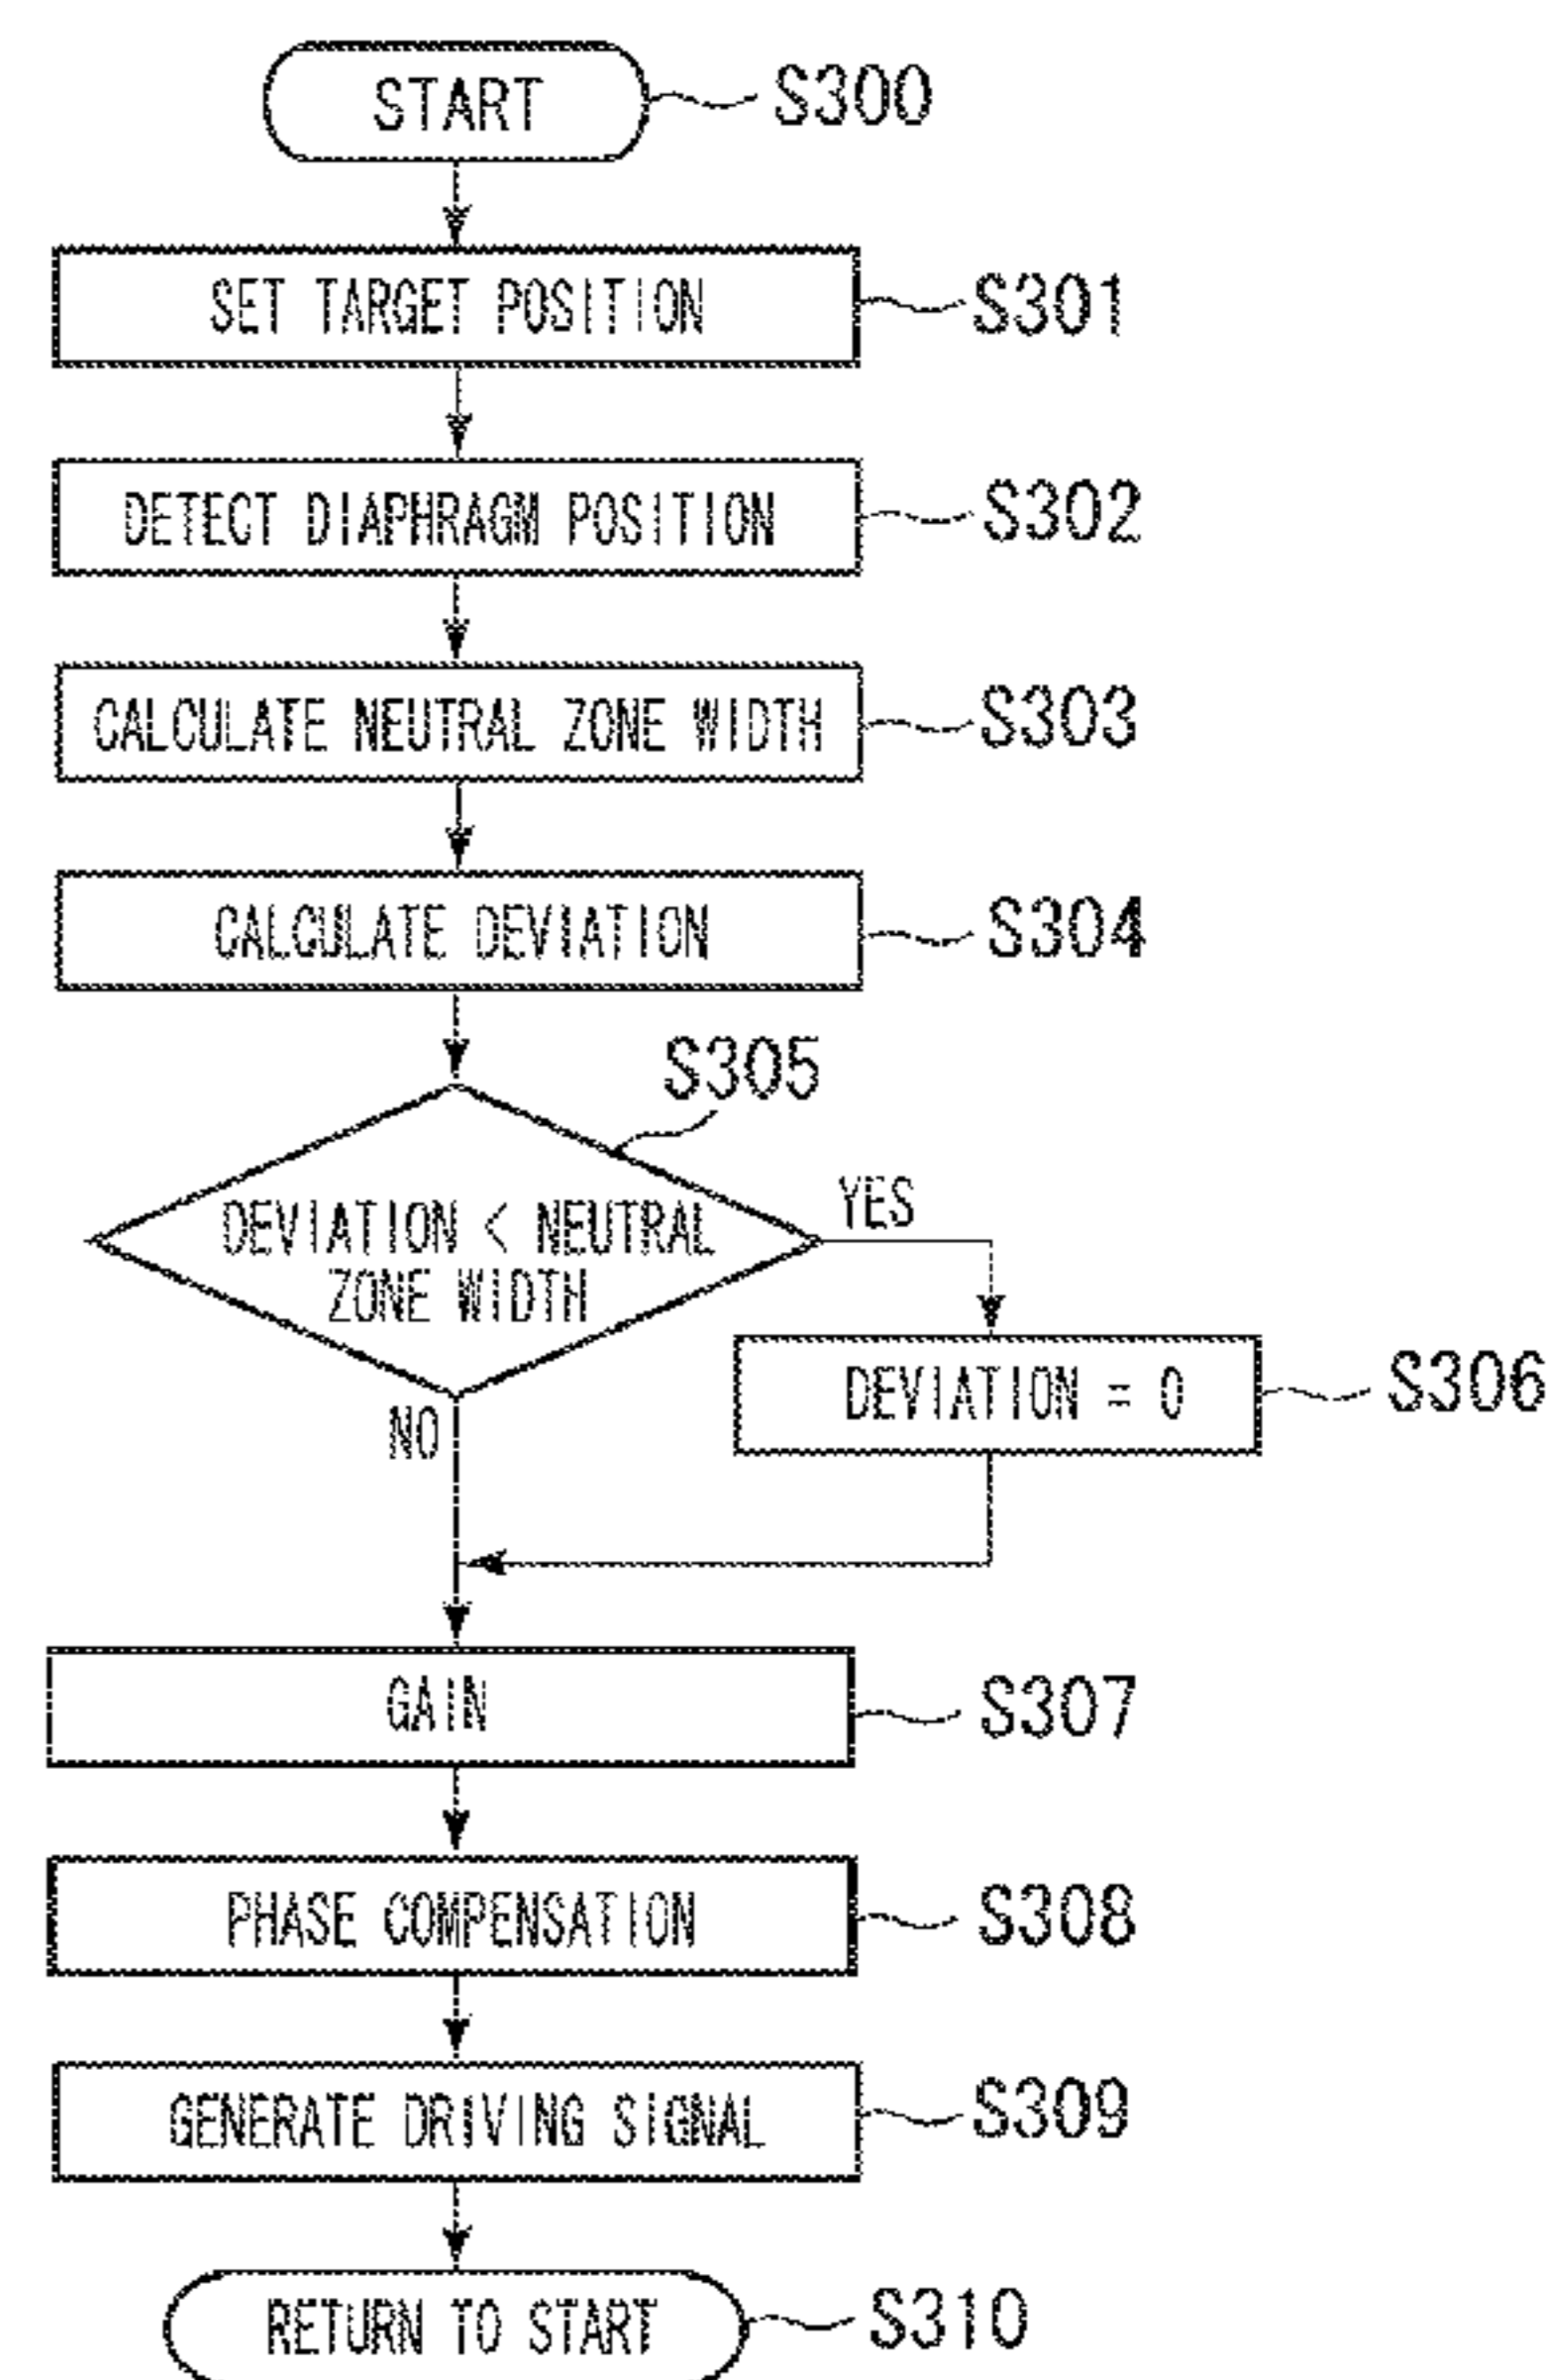 START
S300
SET TARGET POSITION
S301
DETECT DIAPHRAGM POSITION
S302
CALCULATE NEUTRAL ZONE WIDTH
S303
CALCULATE DEVIATION
S304
S305
DEVIATION < NEUTRAL
ZONE WIDTH
YES
DEVIATION = 0
S306
NO
GAIN
S307
PHASE COMPENSATION
S308
GENERATE DRIVING SIGNAL
S309
RETURN TO START
S310